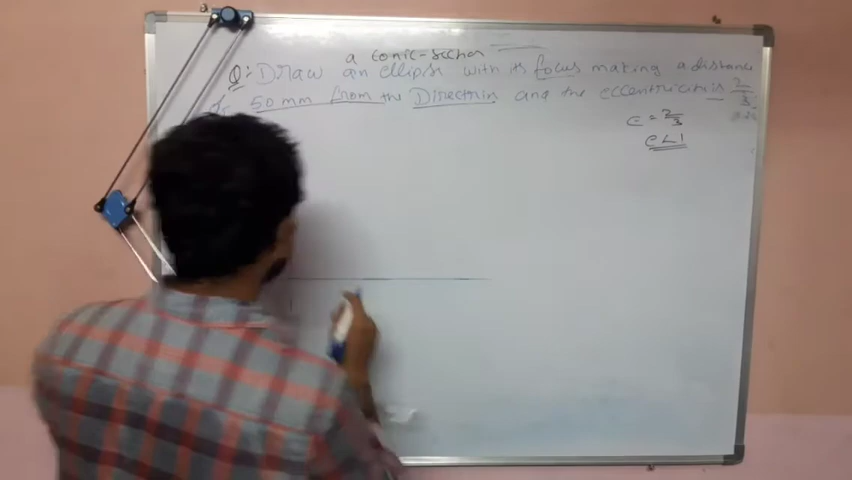 a conic-section
Q: Draw an ellipse with its focus making a distance
of 50 mm from the Directrix and the eccentricity is 2/3
e = 2/3
e < 1